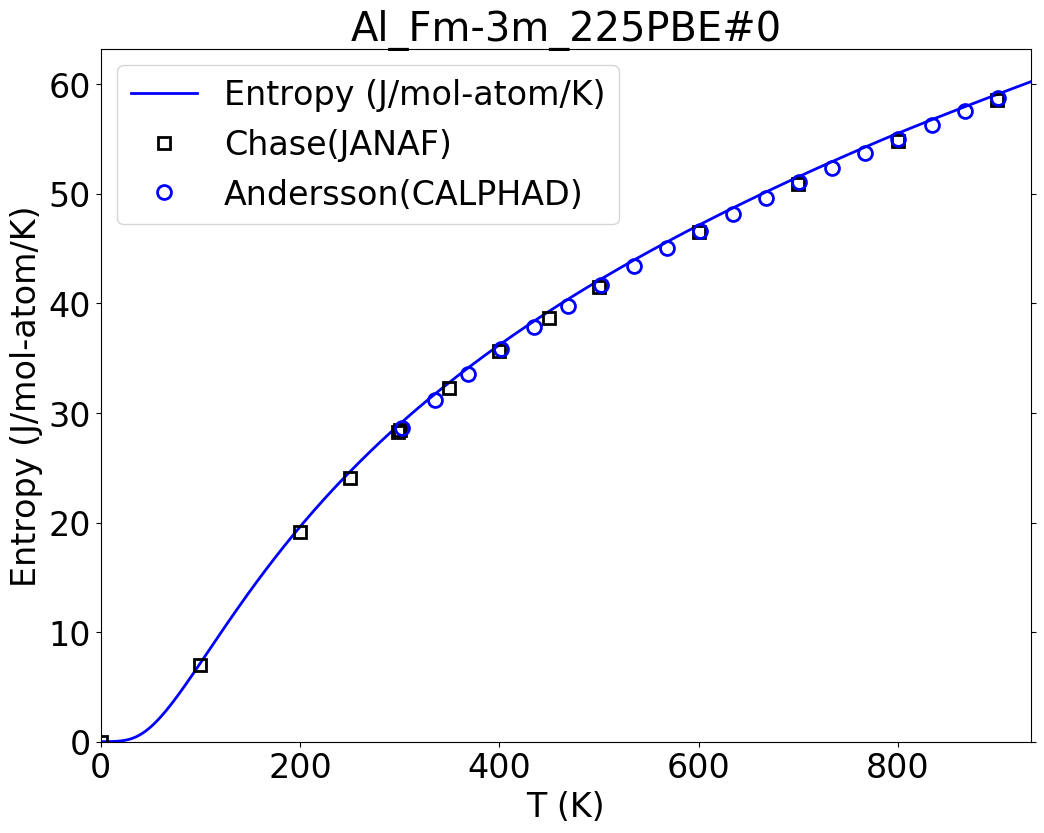 Al_Fm-3m_225PBE#0
Entropy (J/mol-atom/K)
Chase(JANAF)
Andersson(CALPHAD)
Entropy (J/mol-atom/K)
60
50
40
30
20
10
0
0 200 400 600 800
T (K)